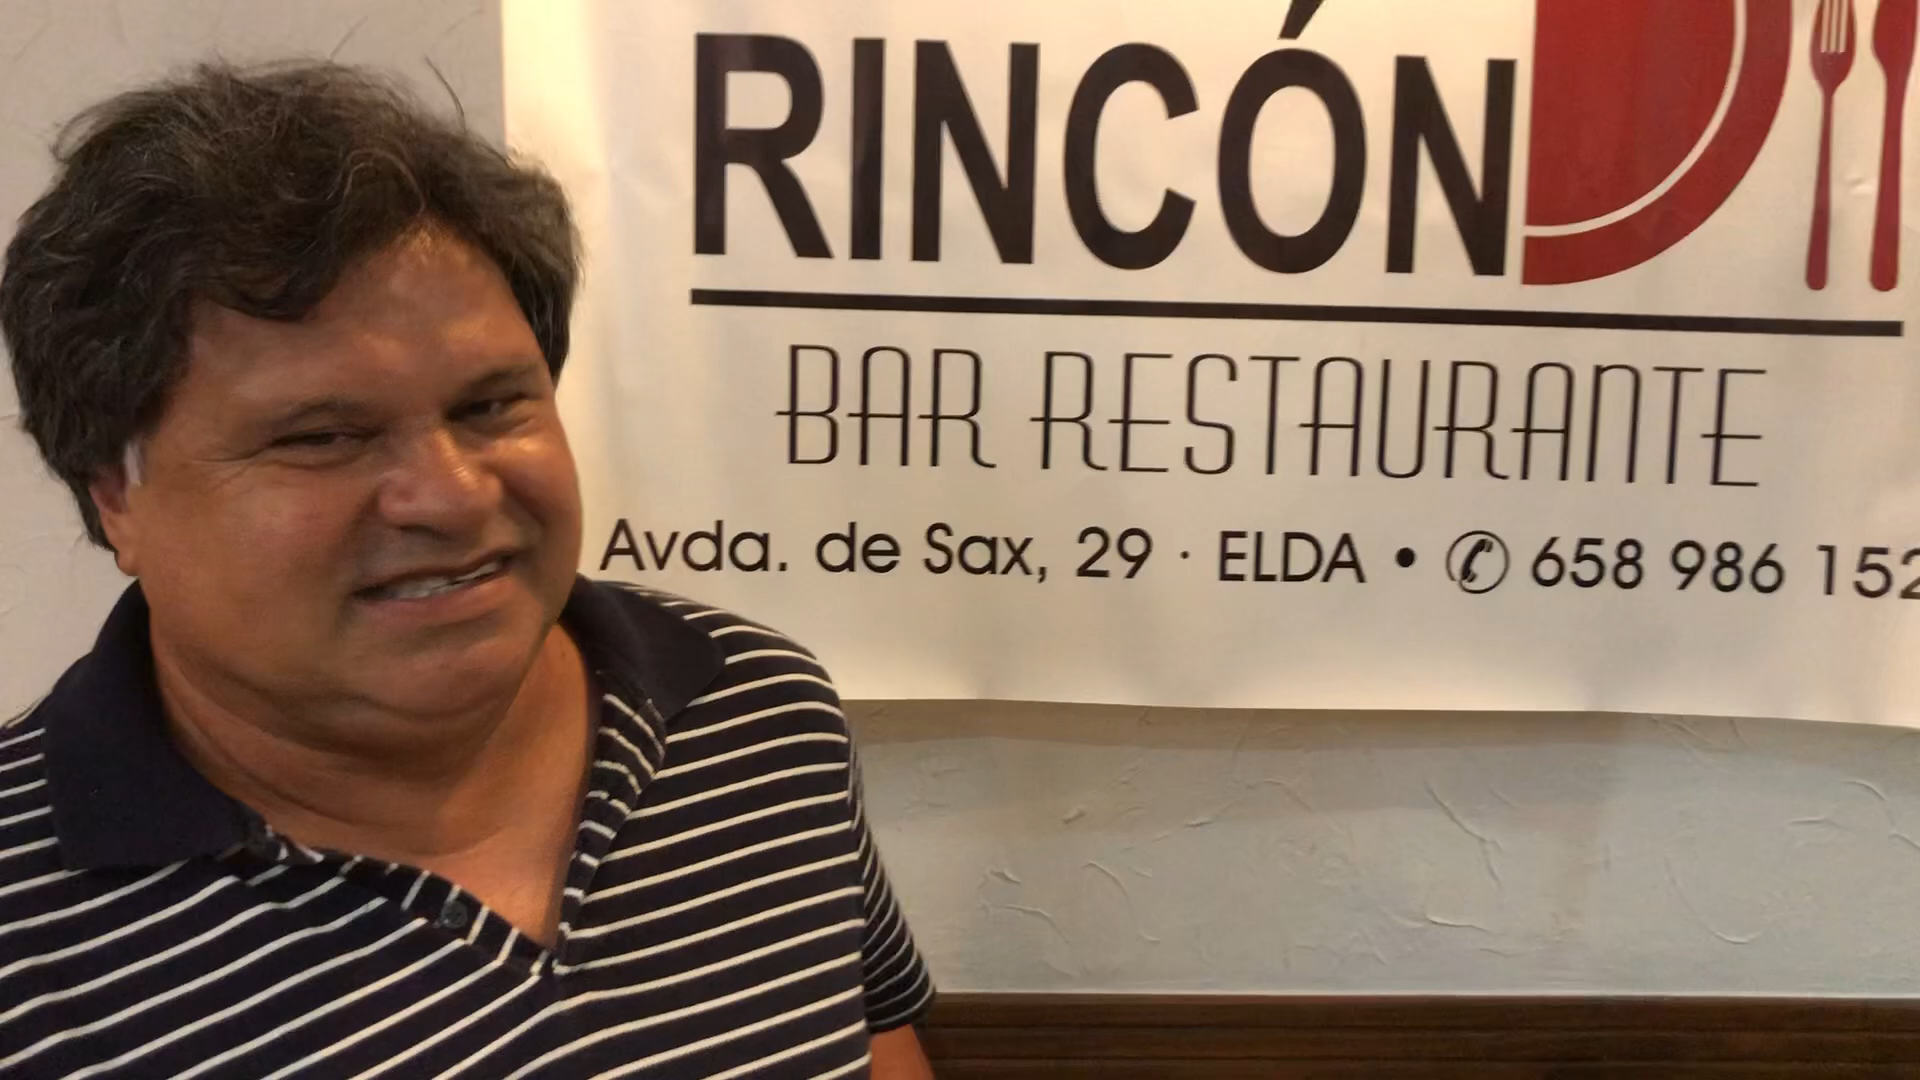 RINCÓN
BAR RESTAURANTE
Avda. de Sax, 29 · ELDA • ✆ 658 986 152